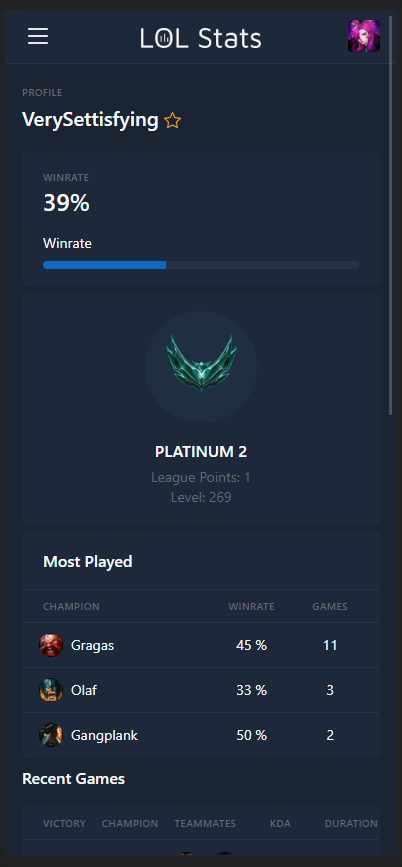 LOL Stats
PROFILE
VerySettisfying
WINRATE
39%
Winrate
PLATINUM 2
League Points: 1
Level: 269
Most Played
CHAMPION WINRATE GAMES
Gragas 45 % 11
Olaf 33 % 3
Gangplank 50 % 2
Recent Games
VICTORY CHAMPION TEAMMATES KDA DURATION